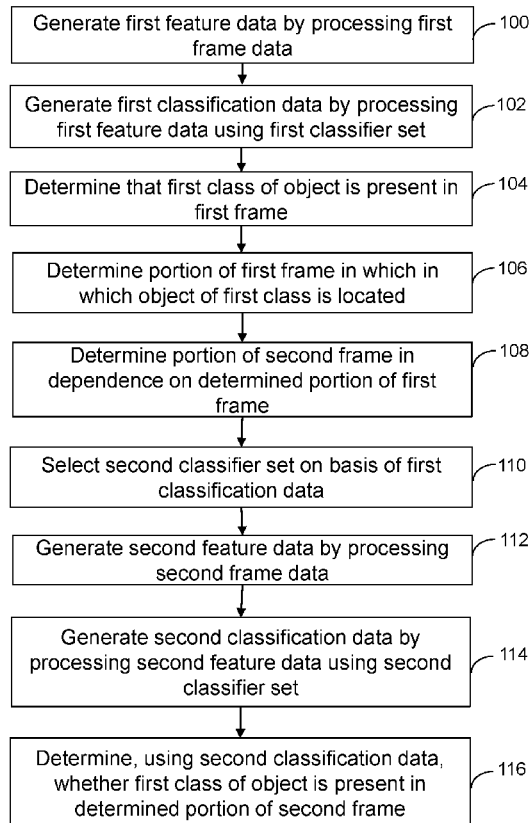 Generate first feature data by processing first
frame data
100
Generate first classification data by processing
first feature data using first classifier set
102
Determine that first class of object is present in
first frame
104
Determine portion of first frame in which in
which object of first class is located
106
Determine portion of second frame in
dependence on determined portion of first
frame
108
Select second classifier set on basis of first
classification data
110
Generate second feature data by processing
second frame data
112
Generate second classification data by
processing second feature data using second
classifier set
114
Determine, using second classification data,
whether first class of object is present in
determined portion of second frame
116